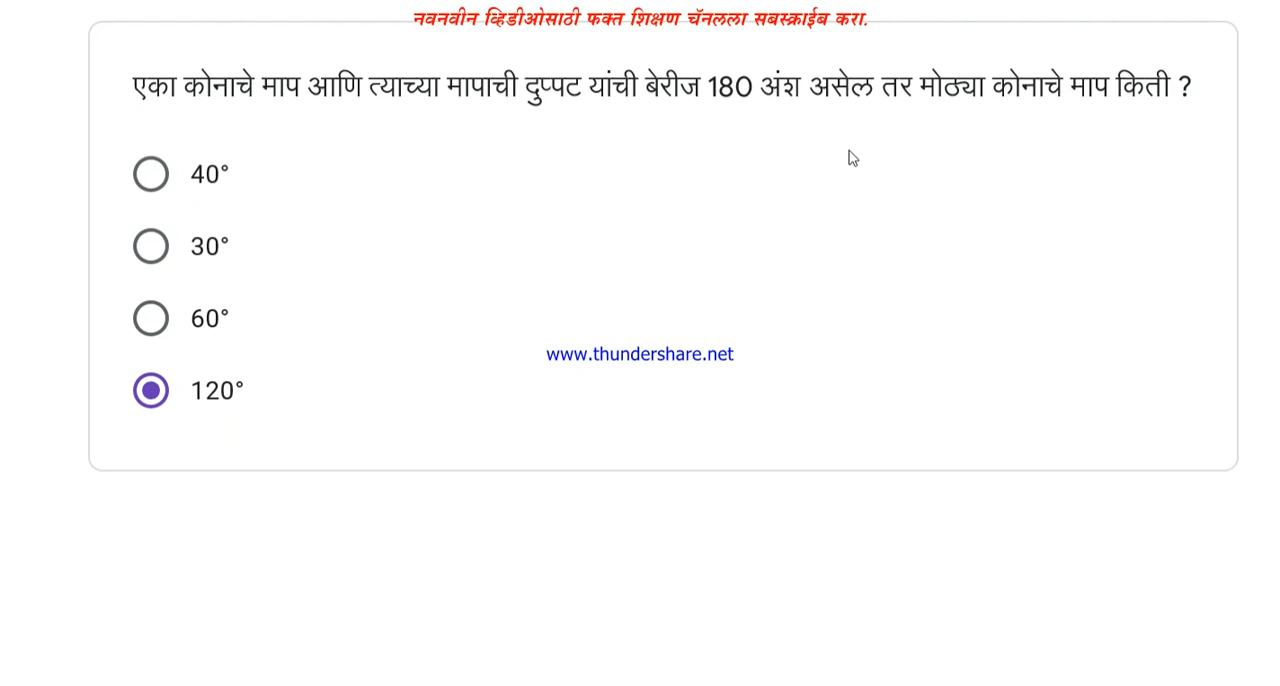 नवनवीन व्हिडीओसाठी फक्त शिक्षण चॅनलला सबस्क्राईब करा.
एका कोनाचे माप आणि त्याच्या मापाची दुप्पट यांची बेरीज 180 अंश असेल तर मोठ्या कोनाचे माप किती ?
40°
30°
60°
www.thundershare.net
120°